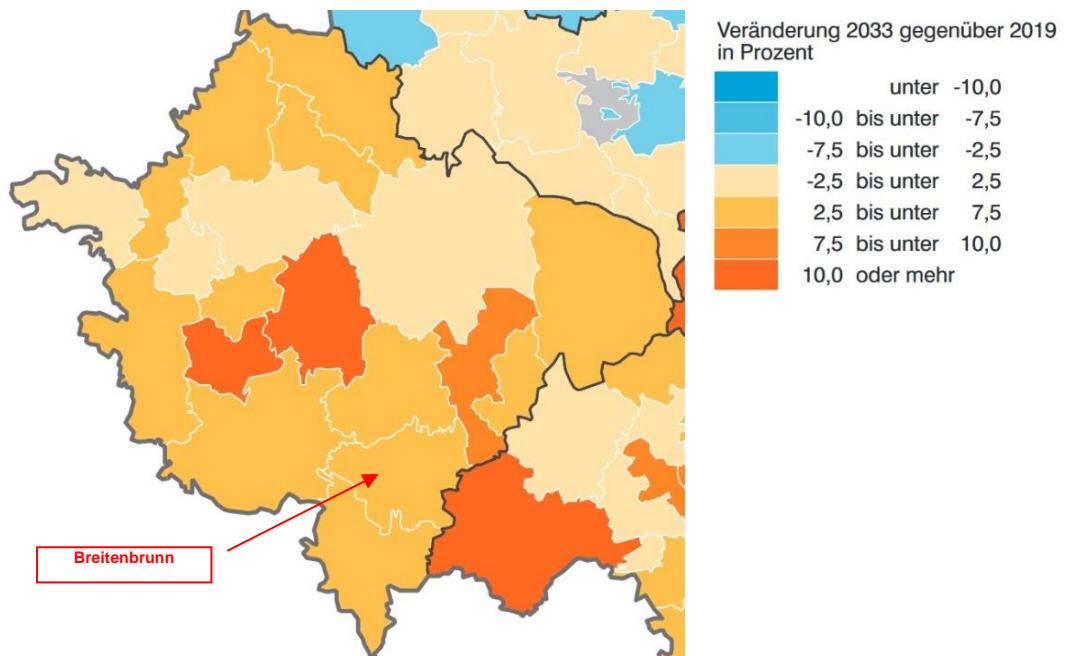 Veränderung 2033 gegenüber 2019
in Prozent
unter -10,0
-10,0 bis unter -7,5
-7,5 bis unter -2,5
-2,5 bis unter 2,5
2,5 bis unter 7,5
7,5 bis unter 10,0
10,0 oder mehr
Breitenbrunn